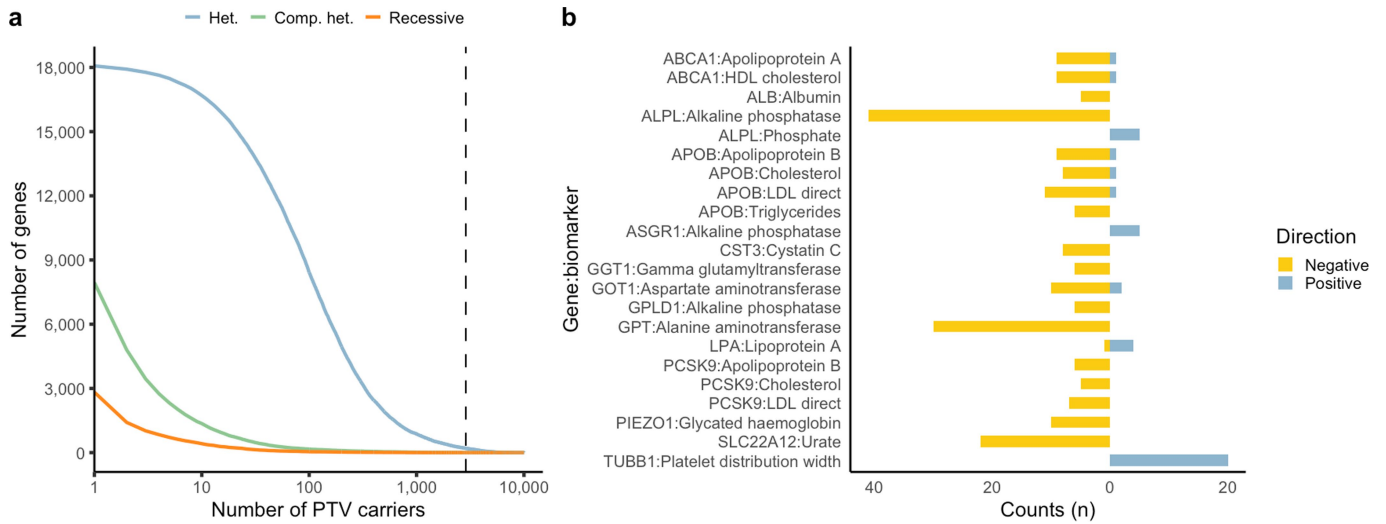 a
Het.
Comp. het.
Recessive
Number of genes
18,000
15,000
12,000
9,000
6,000
3,000
0
1
10
100
1,000
10,000
Number of PTV carriers
b
Gene:biomarker
ABCA1:Apolipoprotein A
ABCA1:HDL cholesterol
ALB:Albumin
ALPL:Alkaline phosphatase
ALPL:Phosphate
APOB:Apolipoprotein B
APOB:Cholesterol
APOB:LDL direct
APOB:Triglycerides
ASGR1:Alkaline phosphatase
CST3:Cystatin C
GGT1:Gamma glutamyltransferase
GOT1:Aspartate aminotransferase
GPLD1:Alkaline phosphatase
GPT:Alanine aminotransferase
LPA:Lipoprotein A
PCSK9:Apolipoprotein B
PCSK9:Cholesterol
PCSK9:LDL direct
PIEZO1:Glycated haemoglobin
SLC22A12:Urate
TUBB1:Platelet distribution width
40
20
0
20
Counts (n)
Direction
Negative
Positive